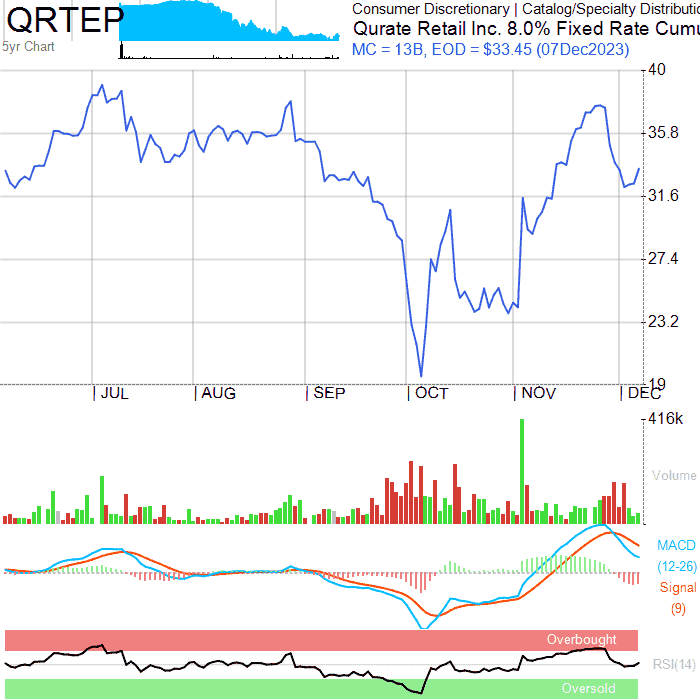 QRTEP
5yr Chart
Consumer Discretionary | Catalog/Specialty Distributio
Qurate Retail Inc. 8.0% Fixed Rate Cumu
MC = 13B, EOD = $33.45 (07Dec2023)
40
35.8
31.6
27.4
23.2
19
JUL AUG SEP OCT NOV DEC
416k
Volume
MACD
(12-26)
Signal
(9)
Overbought
RSI(14)
Oversold